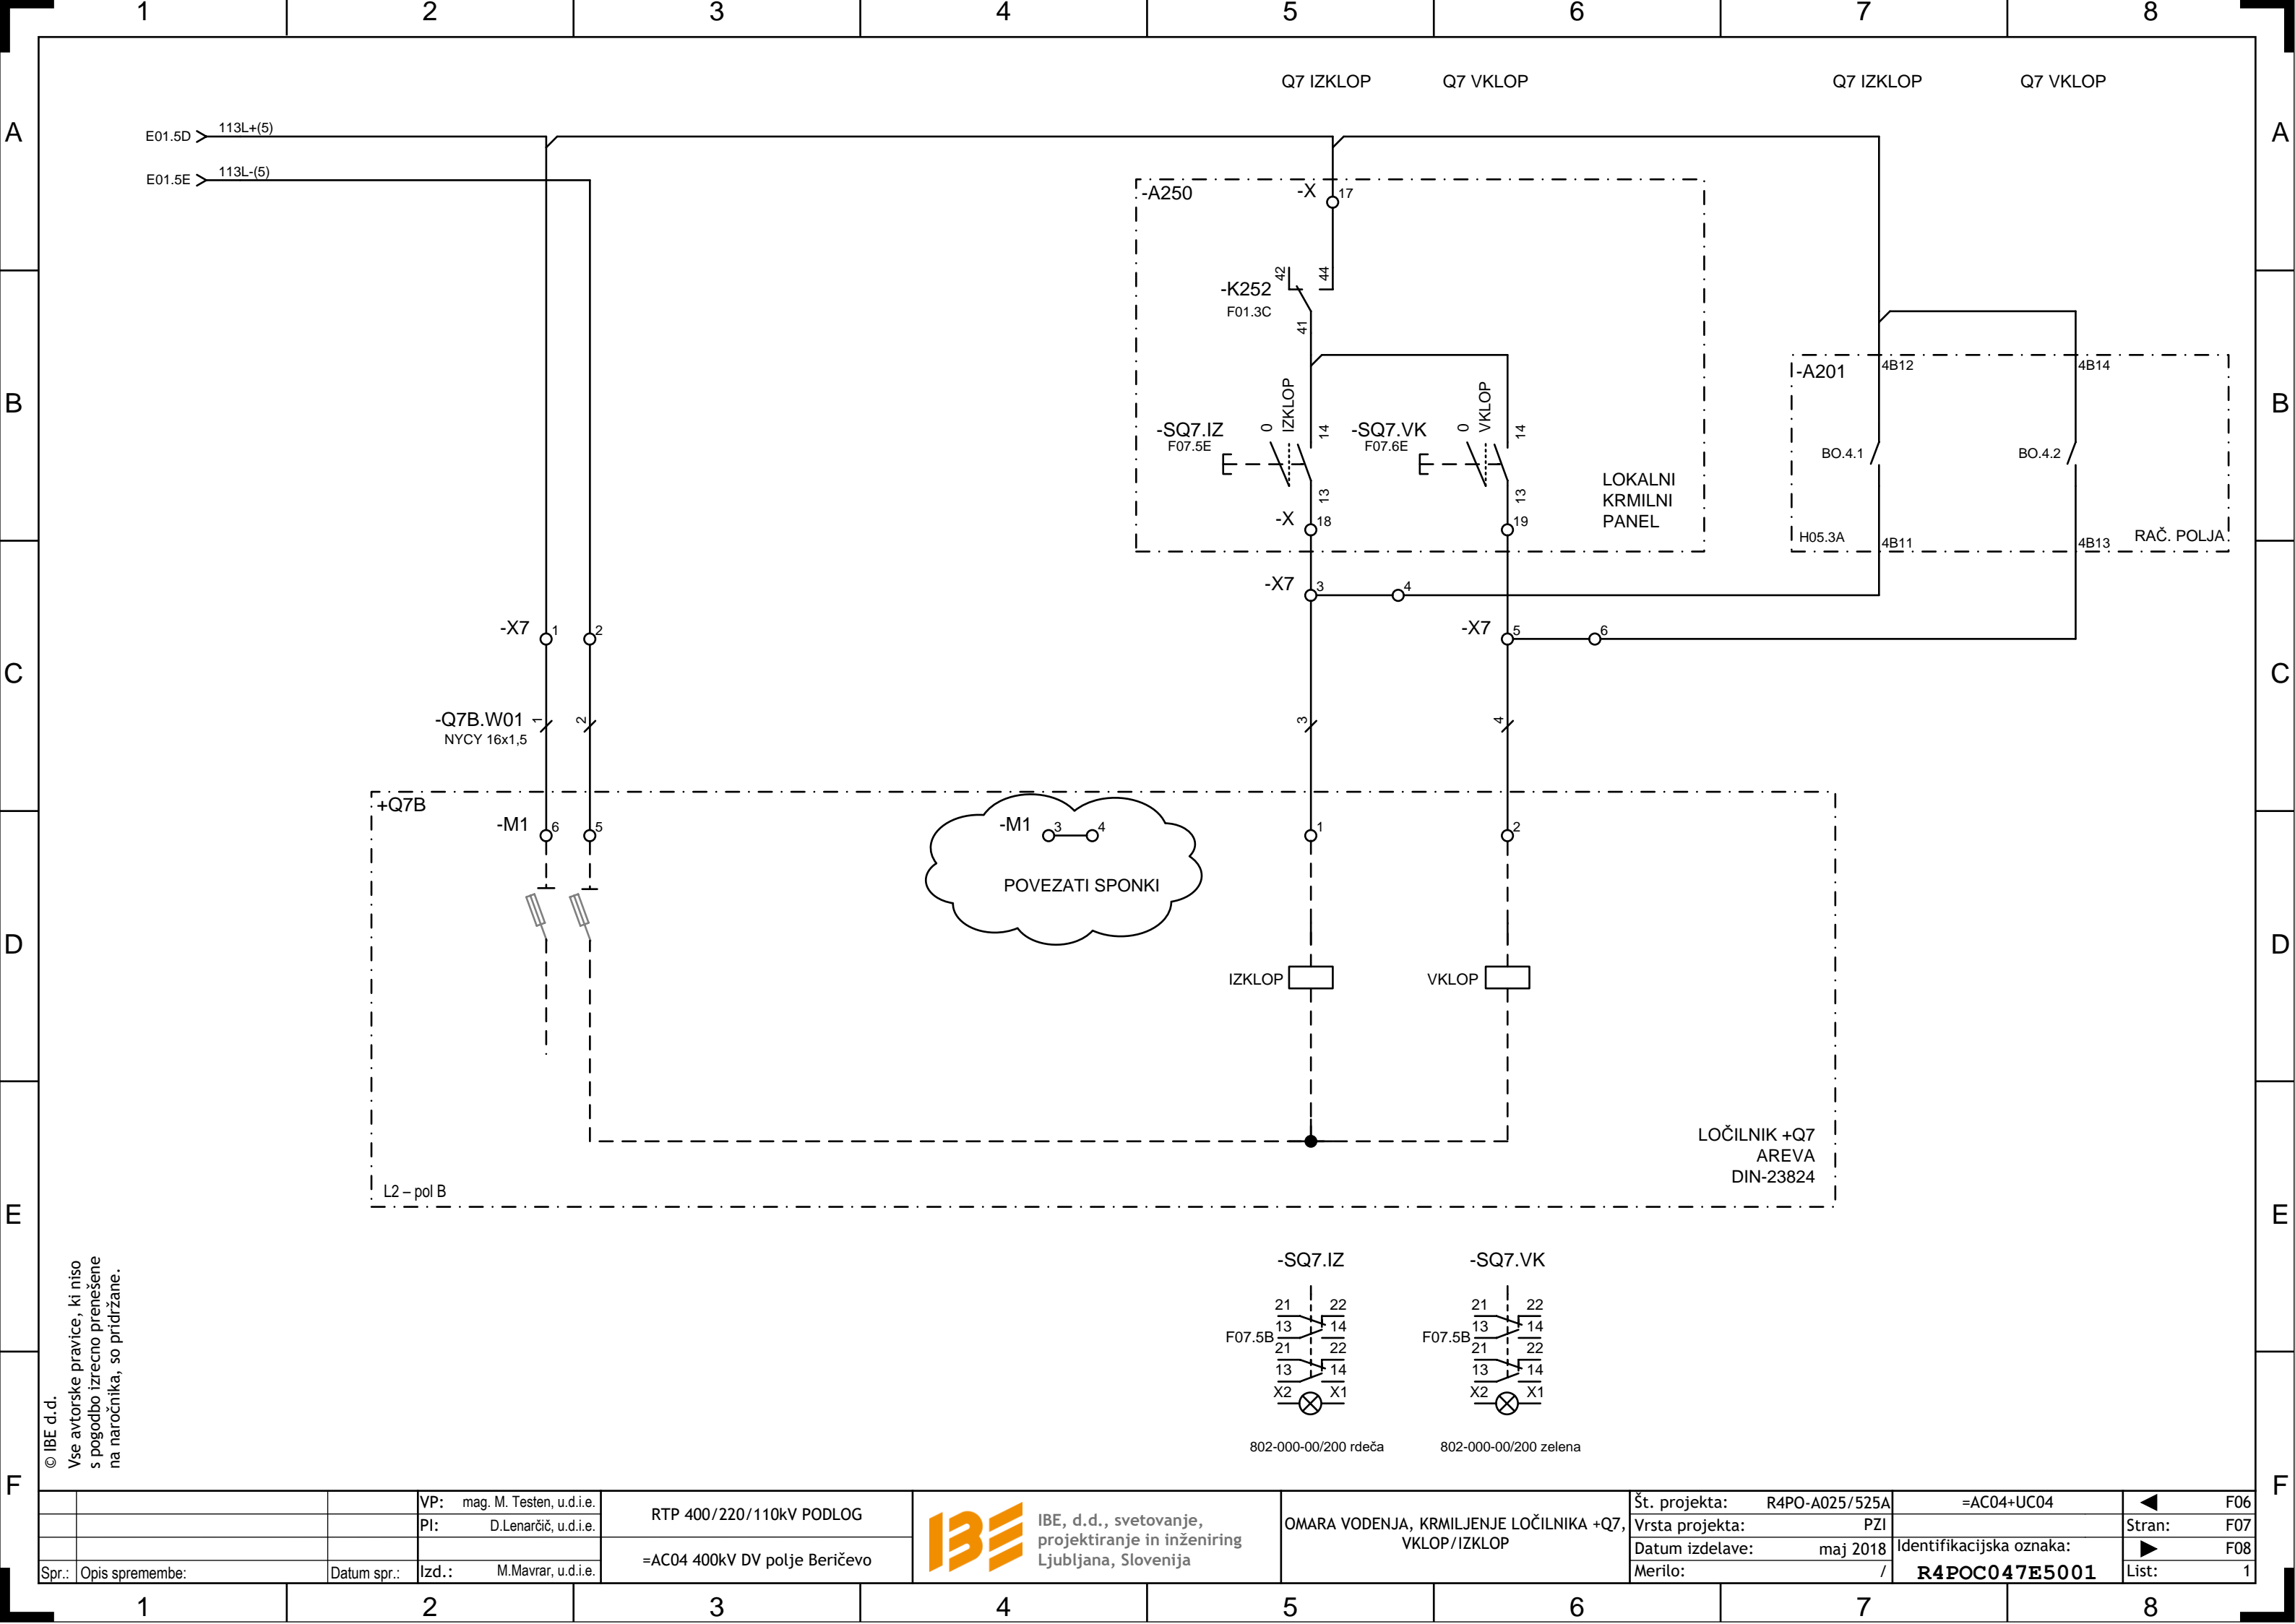 1 2 3 4 5 6 7 8
Q7 IZKLOP Q7 VKLOP Q7 IZKLOP Q7 VKLOP
A A
E01.5D 113L+(5)
E01.5E 113L-(5)
-A250 -X 17
42 44
-K252
F01.3C
41
-A201 4B12 4B14
B B
0 IZKLOP 14 0 VKLOP 14
-SQ7.IZ
F07.5E
-SQ7.VK
F07.6E
13 13
BO.4.1 BO.4.2
LOKALNI
KRMILNI
PANEL
-X 18 19
H05.3A 4B11 4B13 RAČ. POLJA
-X7 3 4
-X7 1 2
-X7 5 6
C C
-Q7B.W01 1 2 3 4
NYCY 16x1,5
+Q7B
-M1 6 5
-M1 3 4
1 2
POVEZATI SPONKI
D D
IZKLOP VKLOP
LOČILNIK +Q7
AREVA
DIN-23824
L2 – pol B
E E
-SQ7.IZ -SQ7.VK
21 22 21 22
13 14 13 14
F07.5B F07.5B
21 22 21 22
13 14 13 14
X2 X1 X2 X1
802-000-00/200 rdeča 802-000-00/200 zelena
© IBE d.d.
Vse avtorske pravice, ki niso
s pogodbo izrecno prenešene
na naročnika, so pridržane.
F F
Spr.: Opis spremembe: Datum spr.:
VP: mag. M. Testen, u.d.i.e.
PI: D.Lenarčič, u.d.i.e.
Izd.: M.Mavrar, u.d.i.e.
RTP 400/220/110kV PODLOG
=AC04 400kV DV polje Beričevo
IBE
IBE, d.d., svetovanje,
projektiranje in inženiring
Ljubljana, Slovenija
OMARA VODENJA, KRMILJENJE LOČILNIKA +Q7,
VKLOP/IZKLOP
Št. projekta: R4PO-A025/525A
Vrsta projekta: PZI
Datum izdelave: maj 2018
Merilo: /
=AC04+UC04
Identifikacijska oznaka:
R4POC047E5001
F06
Stran: F07
F08
List: 1
1 2 3 4 5 6 7 8